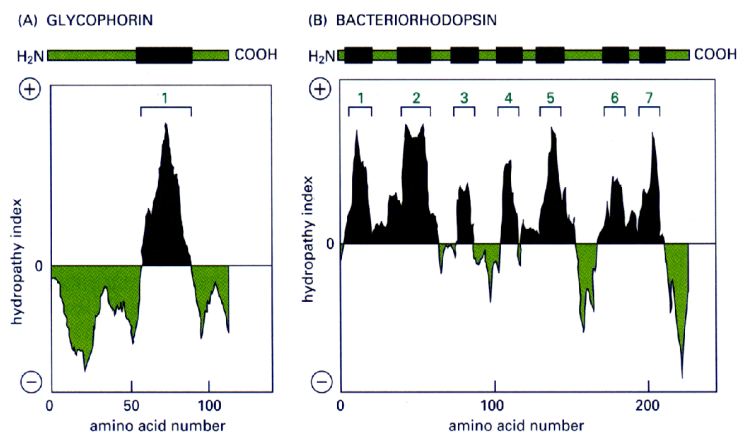 (A) GLYCOPHORIN
H₂N COOH
+
1
hydropathy index
0
−
0 50 100
amino acid number
(B) BACTERIORHODOPSIN
H₂N COOH
+
1 2 3 4 5 6 7
hydropathy index
0
−
0 100 200
amino acid number